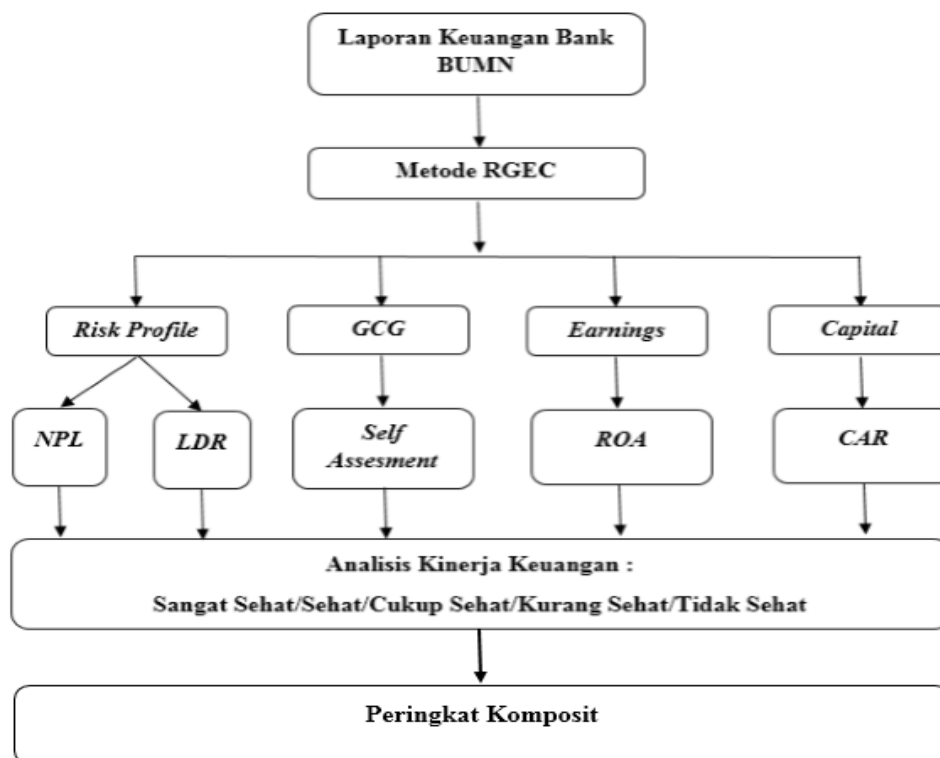 Laporan Keuangan Bank
BUMN
Metode RGEC
Risk Profile
GCG
Earnings
Capital
NPL
LDR
Self
Assesment
ROA
CAR
Analisis Kinerja Keuangan :
Sangat Sehat/Sehat/Cukup Sehat/Kurang Sehat/Tidak Sehat
Peringkat Komposit